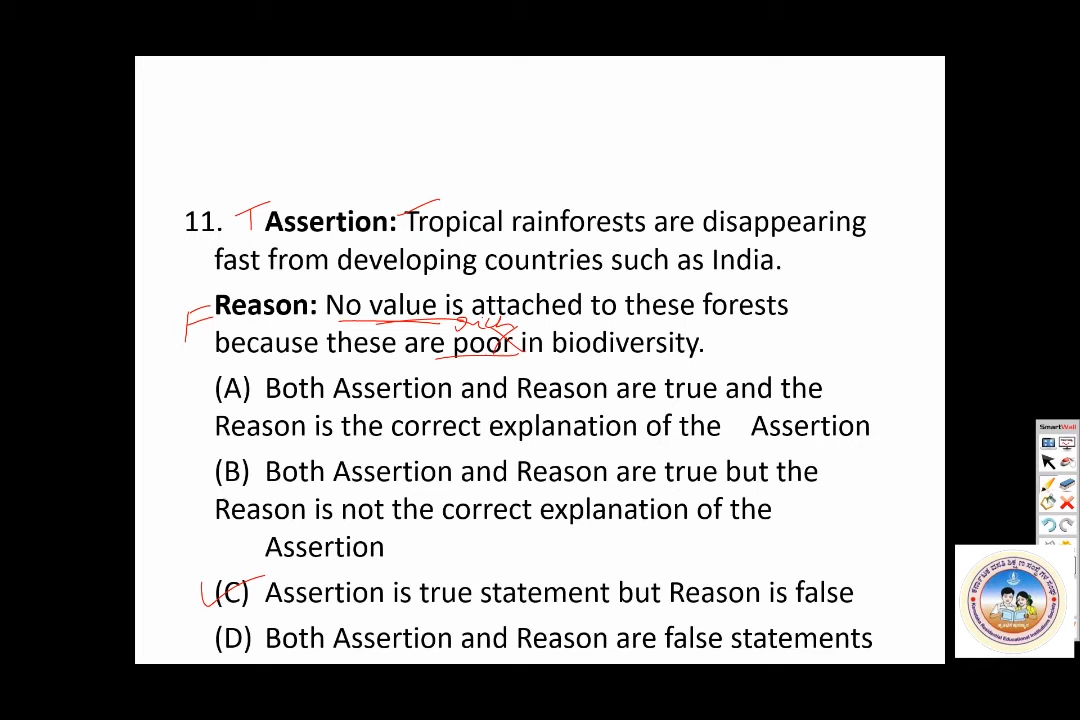 11. T Assertion: Tropical rainforests are disappearing
fast from developing countries such as India.
F Reason: No value is attached to these forests
rich
because these are poor in biodiversity.
(A) Both Assertion and Reason are true and the
Reason is the correct explanation of the Assertion
SmartWall
(B) Both Assertion and Reason are true but the
Reason is not the correct explanation of the
Assertion
(C) Assertion is true statement but Reason is false
(D) Both Assertion and Reason are false statements